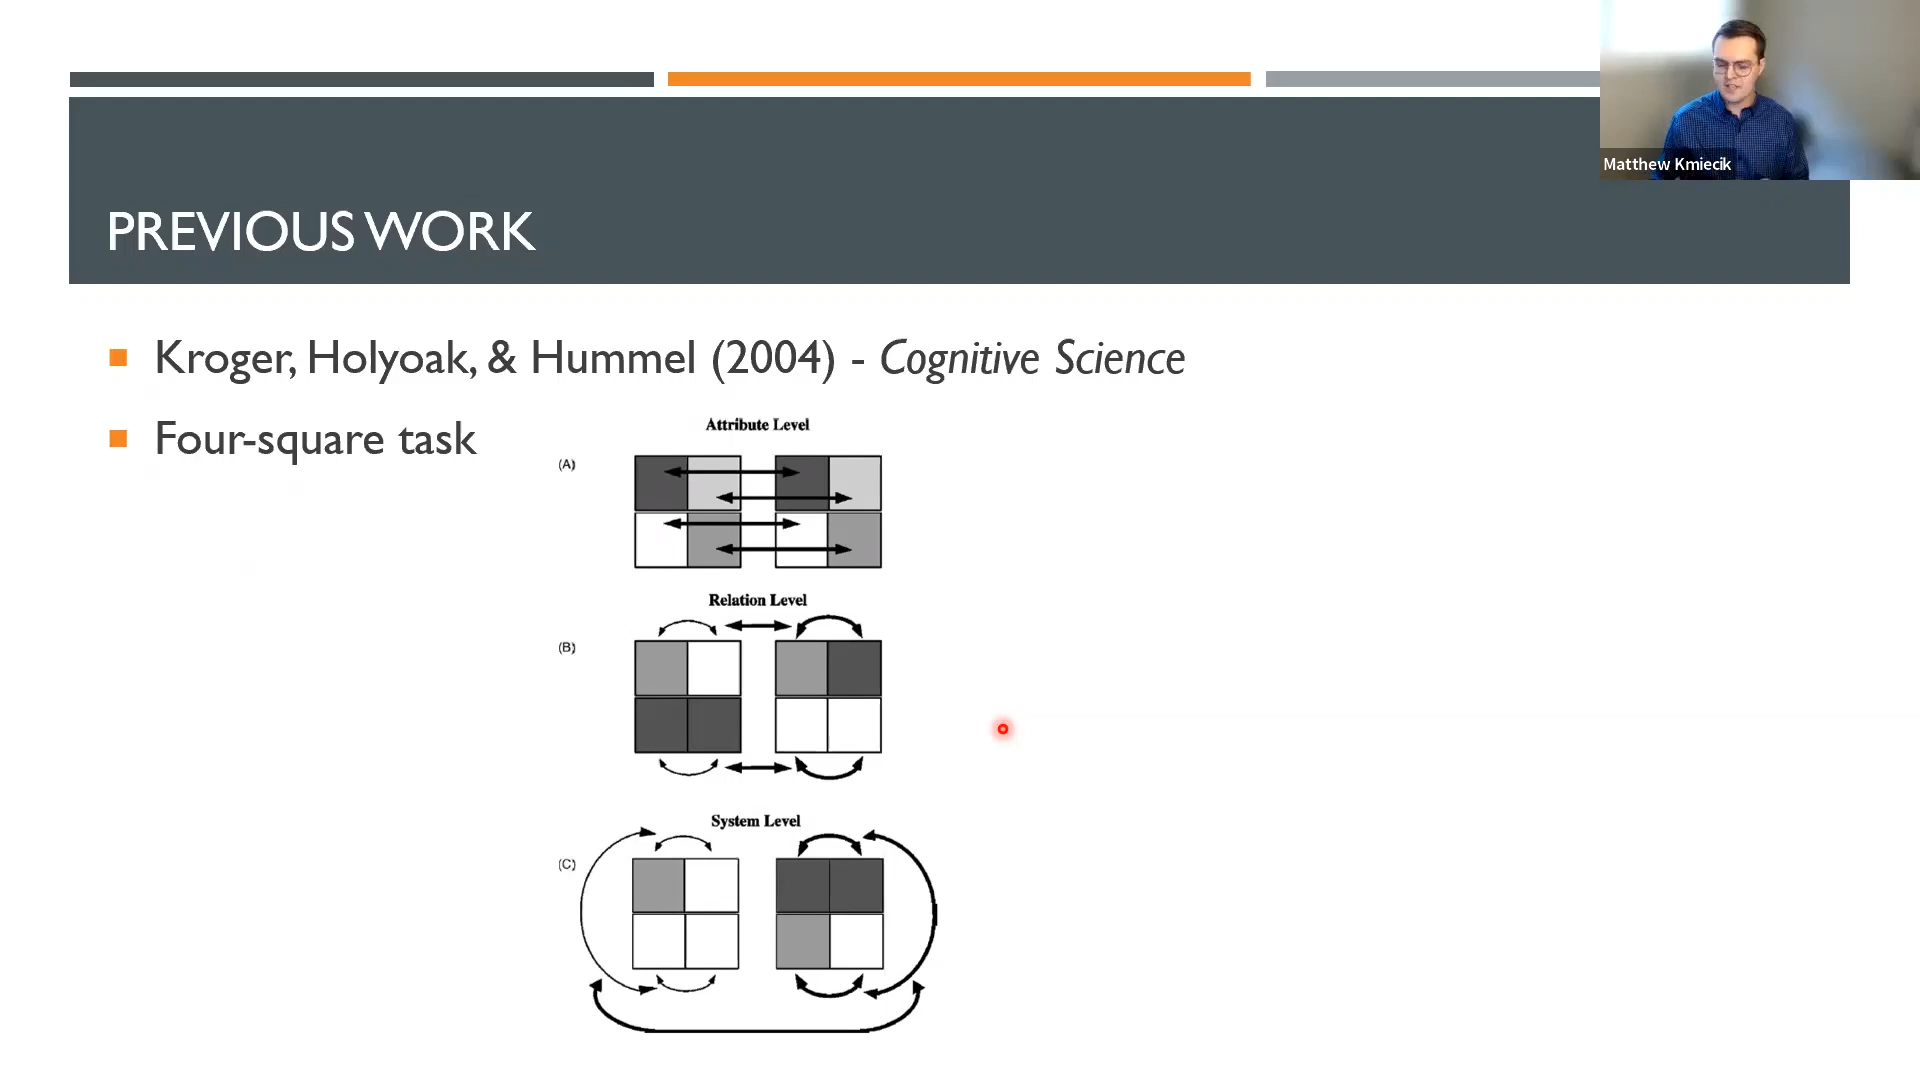 Matthew Kmiecik
PREVIOUS WORK
Kroger, Holyoak, & Hummel (2004) - Cognitive Science
Four-square task
Attribute Level
(A)
Relation Level
(B)
System Level
(C)